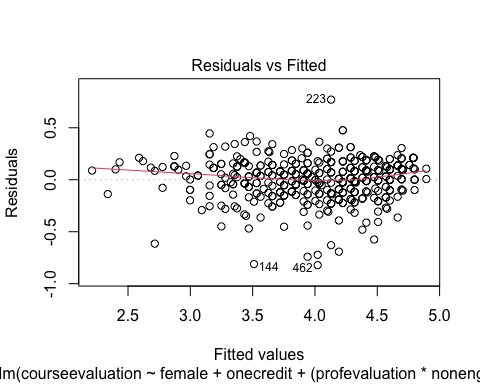 Residuals vs Fitted
Residuals
0.5
0.0
-0.5
-1.0
223
144
462
2.5 3.0 3.5 4.0 4.5 5.0
Fitted values
lm(courseevaluation ~ female + onecredit + (profevaluation * noneng